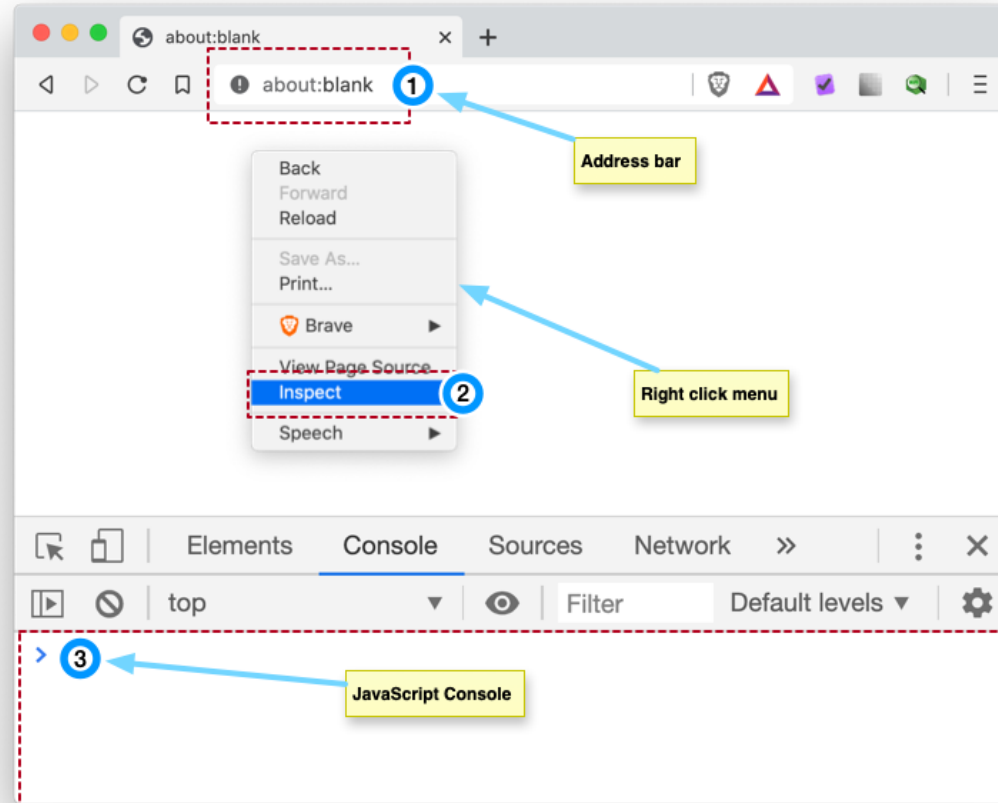 about:blank
about:blank
1
Address bar
Back
Forward
Reload
Save As...
Print...
Brave
View Page Source
Inspect
2
Right click menu
Speech
Elements Console Sources Network »
top Filter Default levels
3
JavaScript Console